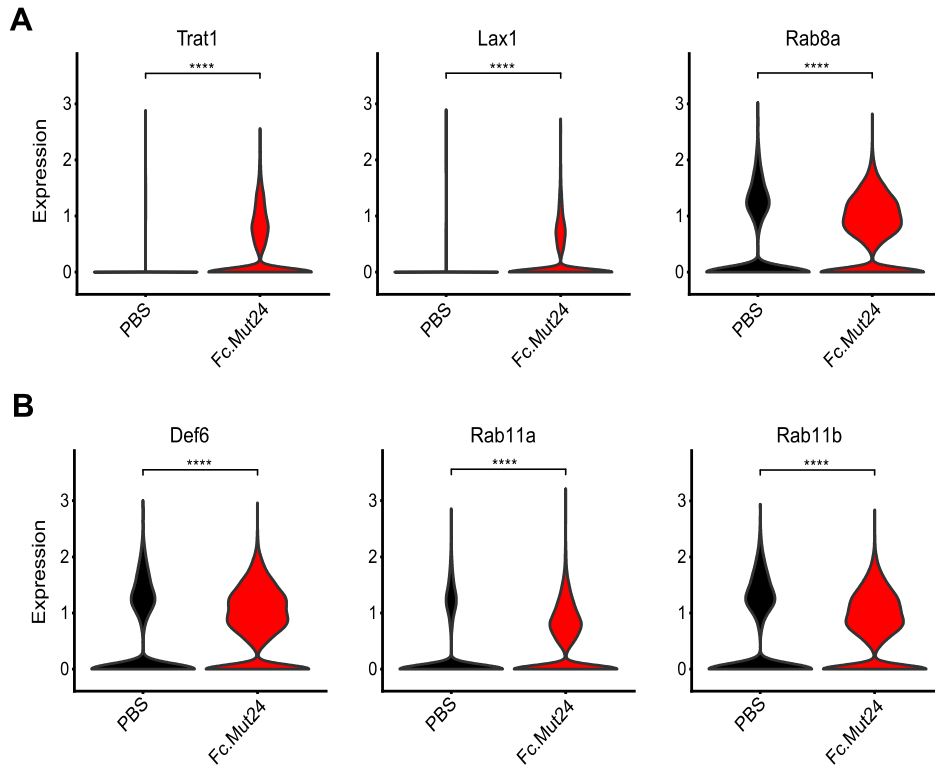 A
Trat1 Lax1 Rab8a
**** **** ****
Expression
3 3 3
2 2 2
1 1 1
0 0 0
PBS Fc.Mut24 PBS Fc.Mut24 PBS Fc.Mut24
B
Def6 Rab11a Rab11b
**** **** ****
Expression
3 3 3
2 2 2
1 1 1
0 0 0
PBS Fc.Mut24 PBS Fc.Mut24 PBS Fc.Mut24